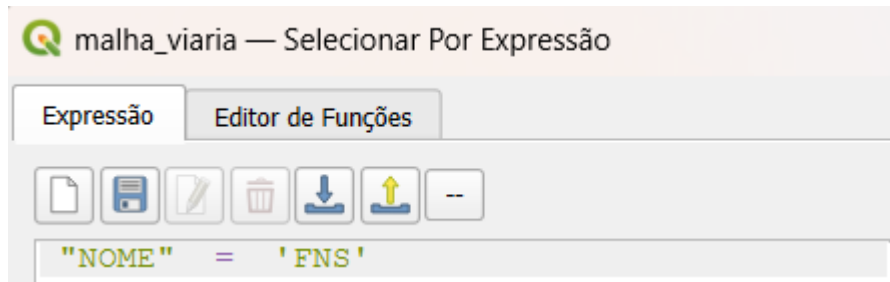 malha_viaria — Selecionar Por Expressão
Expressão Editor de Funções
--
"NOME" = 'FNS'